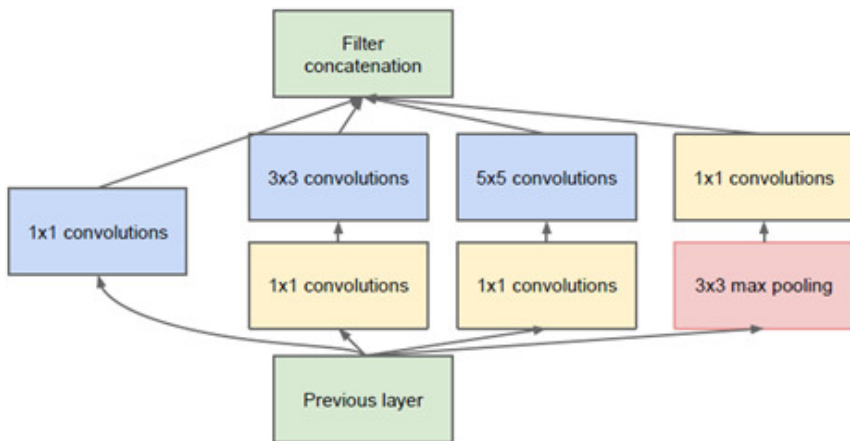 Filter
concatenation
3x3 convolutions
5x5 convolutions
1x1 convolutions
1x1 convolutions
1x1 convolutions
1x1 convolutions
3x3 max pooling
Previous layer